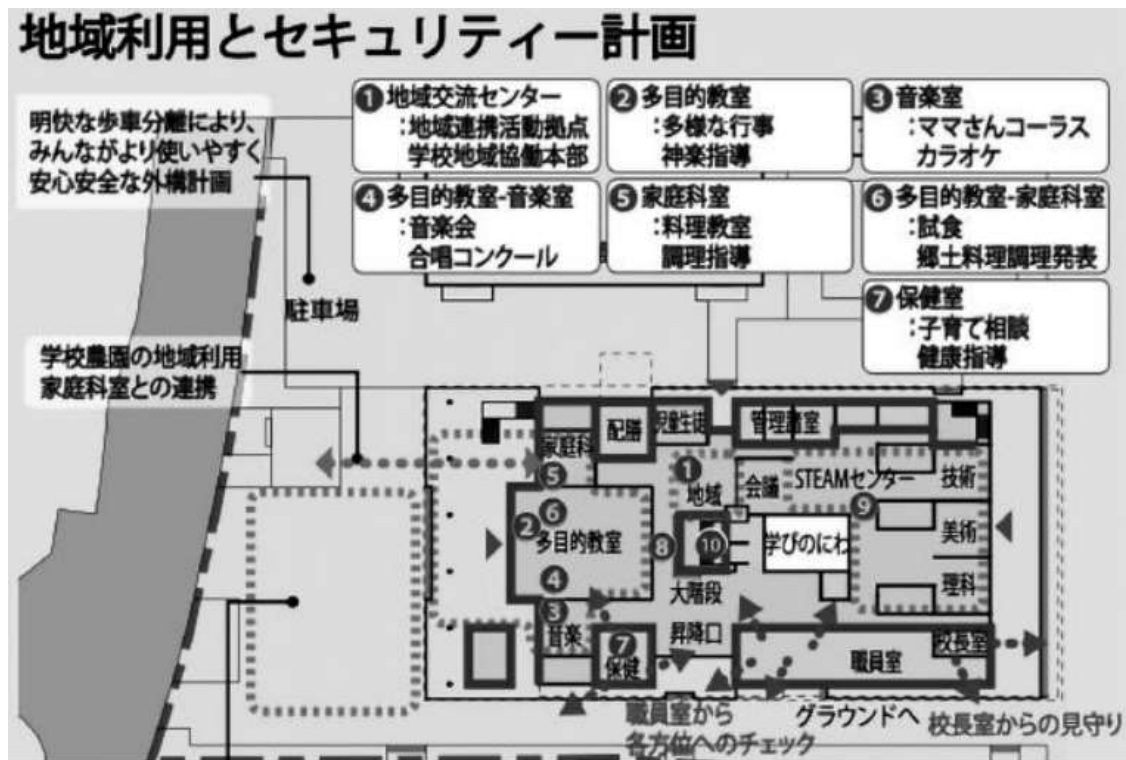 地域利用とセキュリティー計画
明快な歩車分離により、
みんながより使いやすく
安心安全な外構計画
❶地域交流センター
:地域連携活動拠点
学校地域協働本部
❷多目的教室
:多様な行事
神楽指導
❸音楽室
:ママさんコーラス
カラオケ
❹多目的教室-音楽室
:音楽会
合唱コンクール
❺家庭科室
:料理教室
調理指導
❻多目的教室-家庭科室
:試食
郷土料理調理発表
❼保健室
:子育て相談
健康指導
駐車場
学校農園の地域利用
家庭科室との連携
家庭科
配膳
児童生徒
管理諸室
❶
地域
会議
STEAMセンター
技術
❺
❻
❾
❷
多目的教室
❽
❿
学びのにわ
美術
❹
大階段
理科
❸
音楽
❼
保健
昇降口
職員室
校長室
職員室から
各方位へのチェック
グラウンドへ
校長室からの見守り